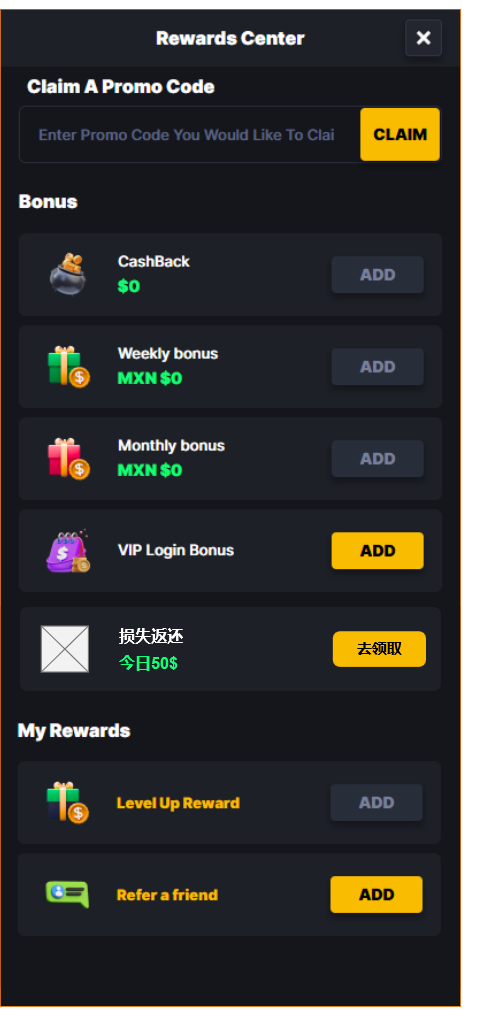 Rewards Center
Claim A Promo Code
Enter Promo Code You Would Like To Clai
CLAIM
Bonus
CashBack
$0
ADD
Weekly bonus
MXN $0
ADD
Monthly bonus
MXN $0
ADD
VIP Login Bonus
ADD
损失返还
今日50$
去领取
My Rewards
Level Up Reward
ADD
Refer a friend
ADD